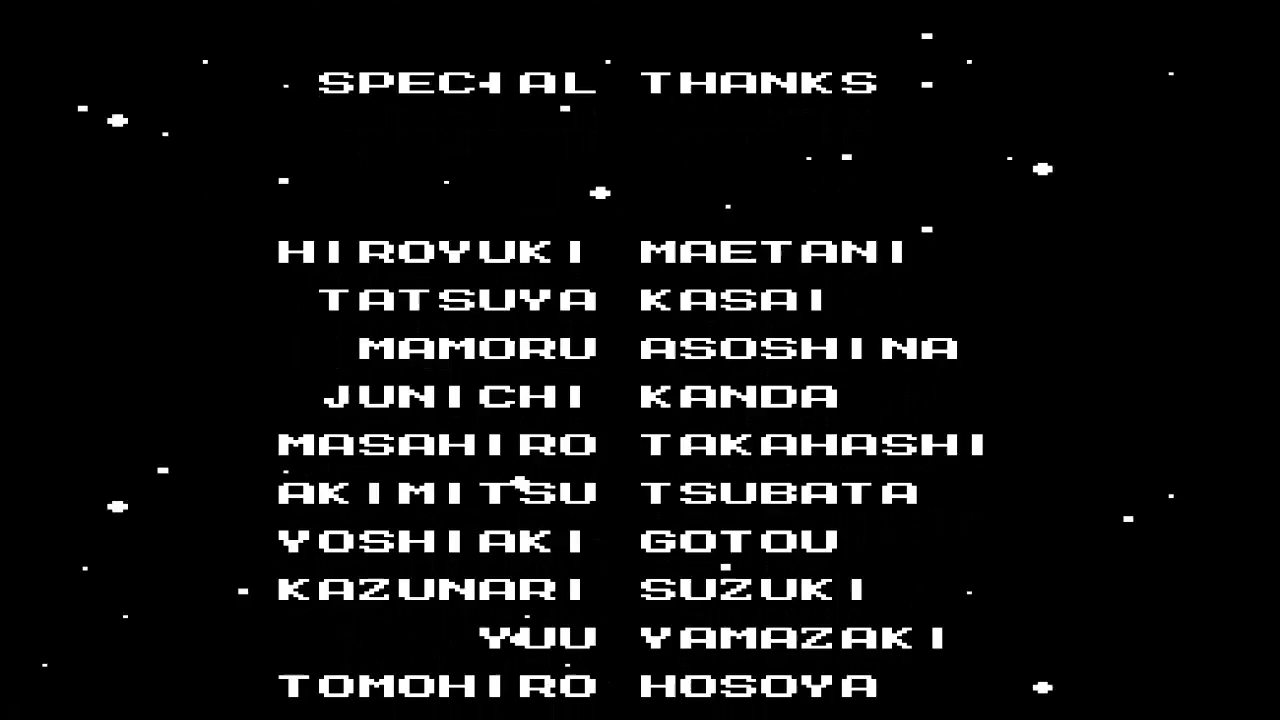 SPECIAL THANKS
HIROYUKI MAETANI
TATSUYA KASAI
MAMORU ASOSHINA
JUNICHI KANDA
MASAHIRO TAKAHASHI
AKIMITSU TSUBATA
YOSHIAKI GOTOU
KAZUNARI SUZUKI
YUU YAMAZAKI
TOMOHIRO HOSOYA